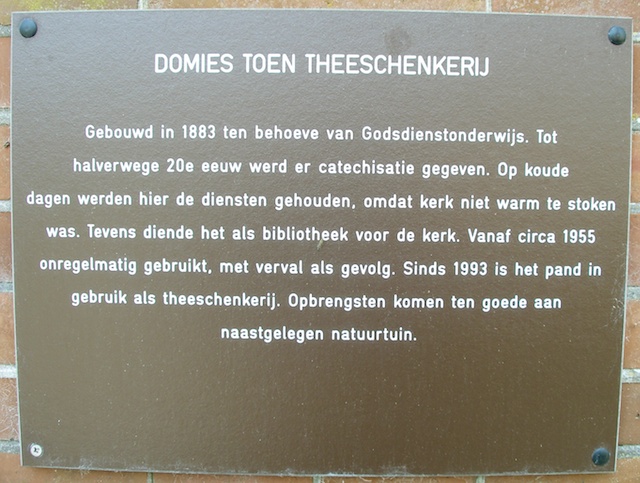 DOMIES TOEN THEESCHENKERIJ
Gebouwd in 1883 ten behoeve van Godsdienstonderwijs. Tot
halverwege 20e eeuw werd er catechisatie gegeven. Op koude
dagen werden hier de diensten gehouden, omdat kerk niet warm te stoken
was. Tevens diende het als bibliotheek voor de kerk. Vanaf circa 1955
onregelmatig gebruikt, met verval als gevolg. Sinds 1993 is het pand in
gebruik als theeschenkerij. Opbrengsten komen ten goede aan
naastgelegen natuurtuin.